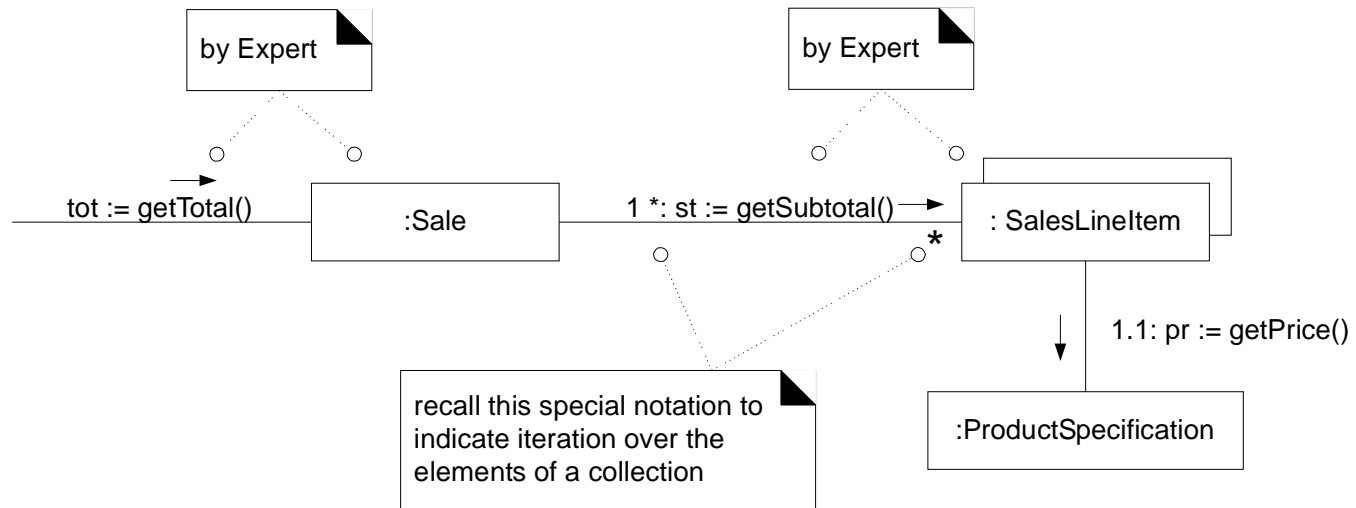 by Expert
by Expert
tot := getTotal()
:Sale
1 *: st := getSubtotal()
*
: SalesLineItem
1.1: pr := getPrice()
:ProductSpecification
recall this special notation to
indicate iteration over the
elements of a collection